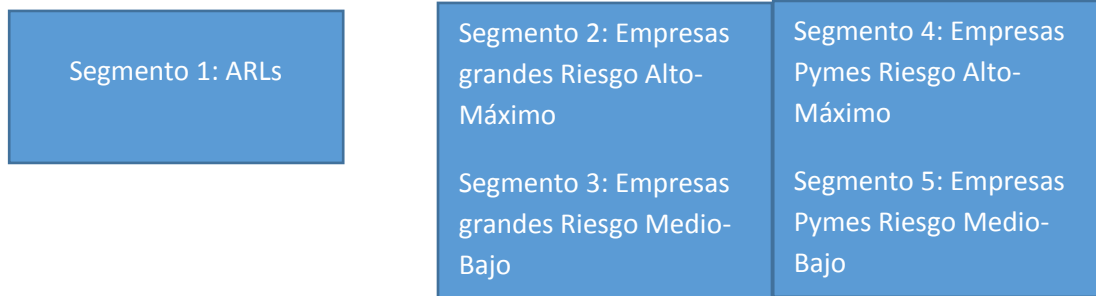 Segmento 1: ARLs
Segmento 2: Empresas
grandes Riesgo Alto-
Máximo
Segmento 3: Empresas
grandes Riesgo Medio-
Bajo
Segmento 4: Empresas
Pymes Riesgo Alto-
Máximo
Segmento 5: Empresas
Pymes Riesgo Medio-
Bajo